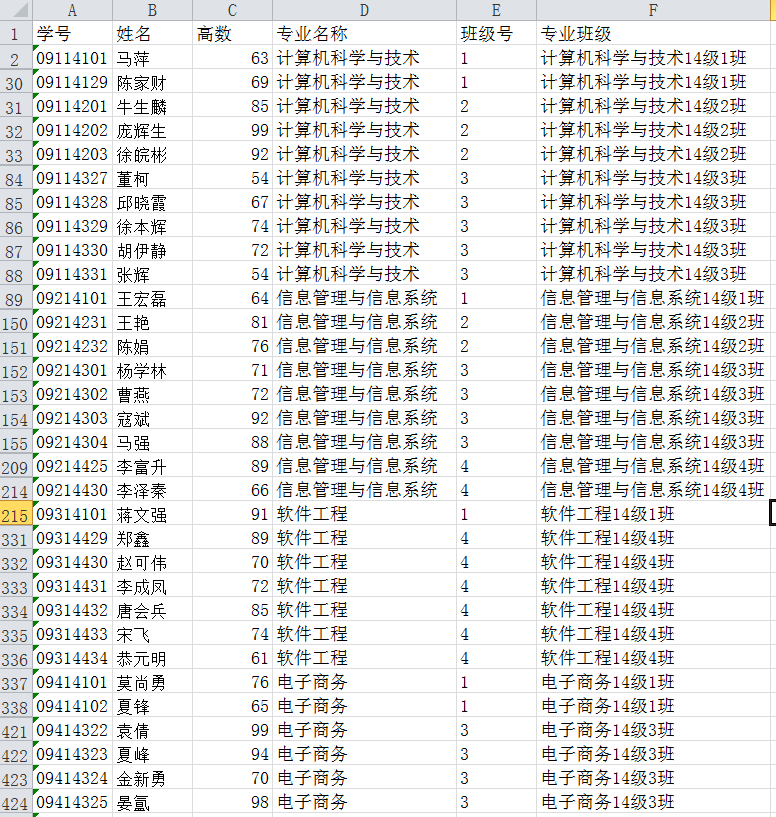 A B C D E F
1 学号 姓名 高数 专业名称 班级号 专业班级
2 09114101 马萍 63 计算机科学与技术 1 计算机科学与技术14级1班
30 09114129 陈家财 69 计算机科学与技术 1 计算机科学与技术14级1班
31 09114201 牛生麟 85 计算机科学与技术 2 计算机科学与技术14级2班
32 09114202 庞辉生 99 计算机科学与技术 2 计算机科学与技术14级2班
33 09114203 徐皖彬 92 计算机科学与技术 2 计算机科学与技术14级2班
84 09114327 董柯 54 计算机科学与技术 3 计算机科学与技术14级3班
85 09114328 邱晓霞 67 计算机科学与技术 3 计算机科学与技术14级3班
86 09114329 徐本辉 74 计算机科学与技术 3 计算机科学与技术14级3班
87 09114330 胡伊静 72 计算机科学与技术 3 计算机科学与技术14级3班
88 09114331 张辉 54 计算机科学与技术 3 计算机科学与技术14级3班
89 09214101 王宏磊 64 信息管理与信息系统 1 信息管理与信息系统14级1班
150 09214231 王艳 81 信息管理与信息系统 2 信息管理与信息系统14级2班
151 09214232 陈娟 76 信息管理与信息系统 2 信息管理与信息系统14级2班
152 09214301 杨学林 71 信息管理与信息系统 3 信息管理与信息系统14级3班
153 09214302 曹燕 72 信息管理与信息系统 3 信息管理与信息系统14级3班
154 09214303 寇斌 92 信息管理与信息系统 3 信息管理与信息系统14级3班
155 09214304 马强 88 信息管理与信息系统 3 信息管理与信息系统14级3班
209 09214425 李富升 89 信息管理与信息系统 4 信息管理与信息系统14级4班
214 09214430 李泽秦 66 信息管理与信息系统 4 信息管理与信息系统14级4班
215 09314101 蒋文强 91 软件工程 1 软件工程14级1班
331 09314429 郑鑫 89 软件工程 4 软件工程14级4班
332 09314430 赵可伟 70 软件工程 4 软件工程14级4班
333 09314431 李成凤 72 软件工程 4 软件工程14级4班
334 09314432 唐会兵 85 软件工程 4 软件工程14级4班
335 09314433 宋飞 74 软件工程 4 软件工程14级4班
336 09314434 恭元明 61 软件工程 4 软件工程14级4班
337 09414101 莫尚勇 76 电子商务 1 电子商务14级1班
338 09414102 夏锋 65 电子商务 1 电子商务14级1班
421 09414322 袁倩 99 电子商务 3 电子商务14级3班
422 09414323 夏峰 94 电子商务 3 电子商务14级3班
423 09414324 金新勇 70 电子商务 3 电子商务14级3班
424 09414325 晏氲 98 电子商务 3 电子商务14级3班